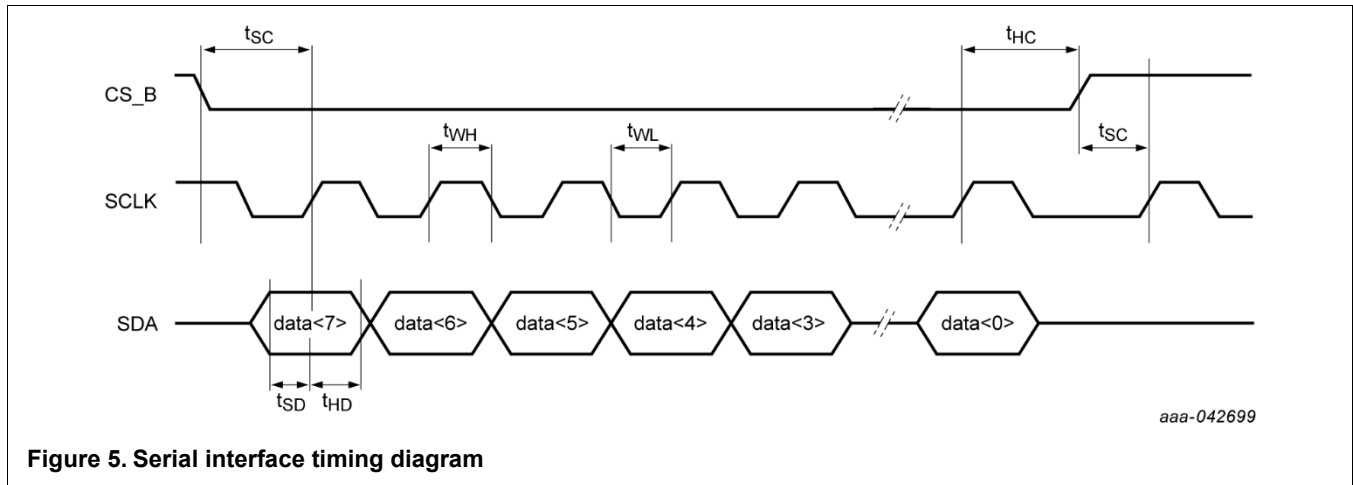 tSC
tHC
CS_B
tWH
tWL
tSC
SCLK
SDA
data<7>
data<6>
data<5>
data<4>
data<3>
data<0>
tSD
tHD
aaa-042699
Figure 5. Serial interface timing diagram